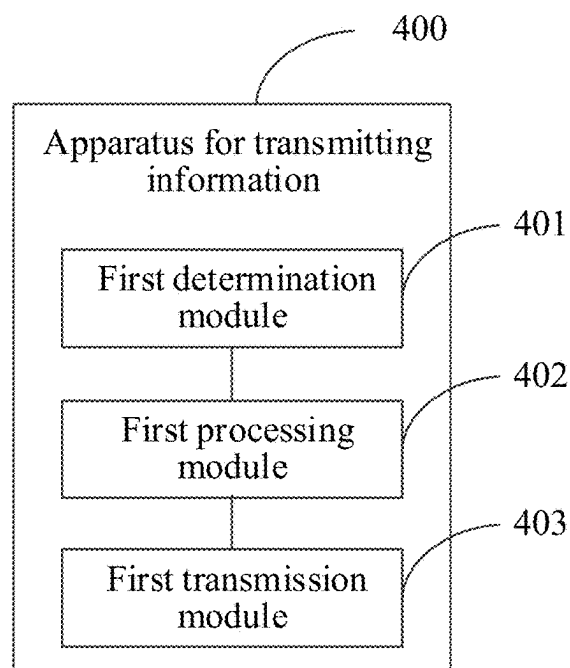 400
Apparatus for transmitting
information
401
First determination
module
402
First processing
module
403
First transmission
module